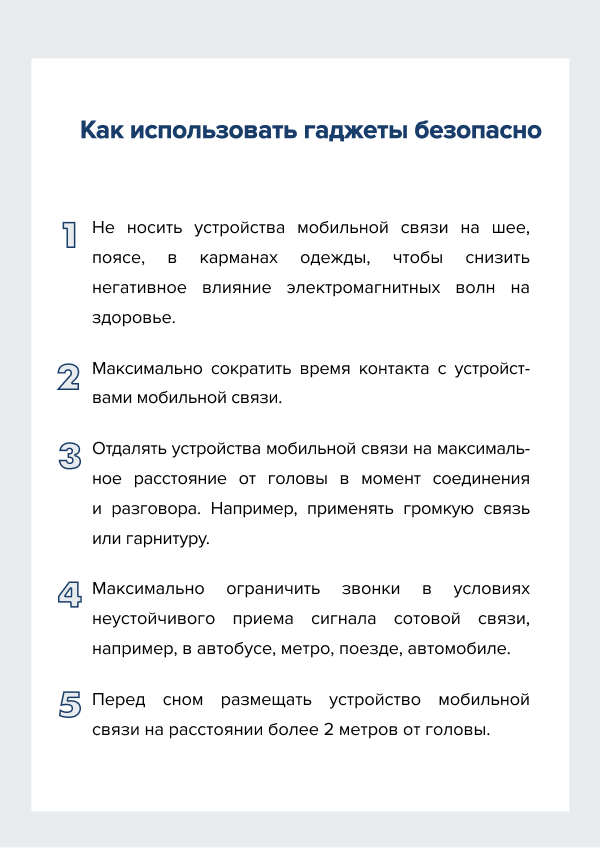 Как использовать гаджеты безопасно
1 Не носить устройства мобильной связи на шее,
поясе, в карманах одежды, чтобы снизить
негативное влияние электромагнитных волн на
здоровье.
2 Максимально сократить время контакта с устройст-
вами мобильной связи.
3 Отдалять устройства мобильной связи на максималь-
ное расстояние от головы в момент соединения
и разговора. Например, применять громкую связь
или гарнитуру.
4 Максимально ограничить звонки в условиях
неустойчивого приема сигнала сотовой связи,
например, в автобусе, метро, поезде, автомобиле.
5 Перед сном размещать устройство мобильной
связи на расстоянии более 2 метров от головы.